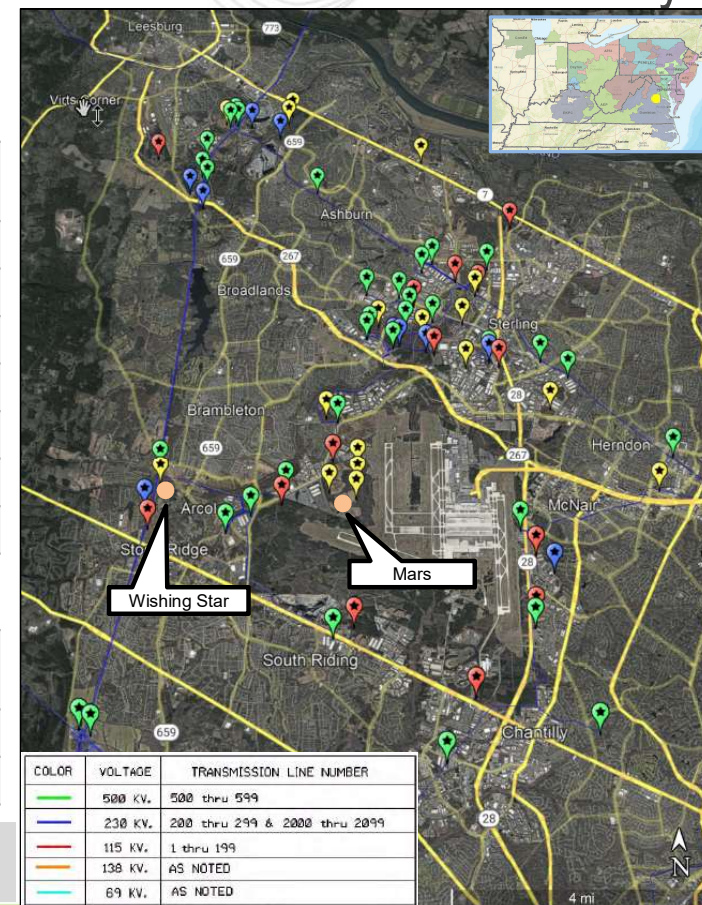 Leesburg
773
Virts Corner
659
7
Ashburn
659
267
Broadlands
Sterling
28
Brambleton
659
Herndon
267
Arcol
McNair
Ridge
28
Wishing Star
Mars
South Riding
659
Chantilly
28
N
4 mi
COLOR VOLTAGE TRANSMISSION LINE NUMBER
500 KV. 500 thru 599
230 KV. 200 thru 299 & 2000 thru 2099
115 KV. 1 thru 199
138 KV. AS NOTED
69 KV. AS NOTED